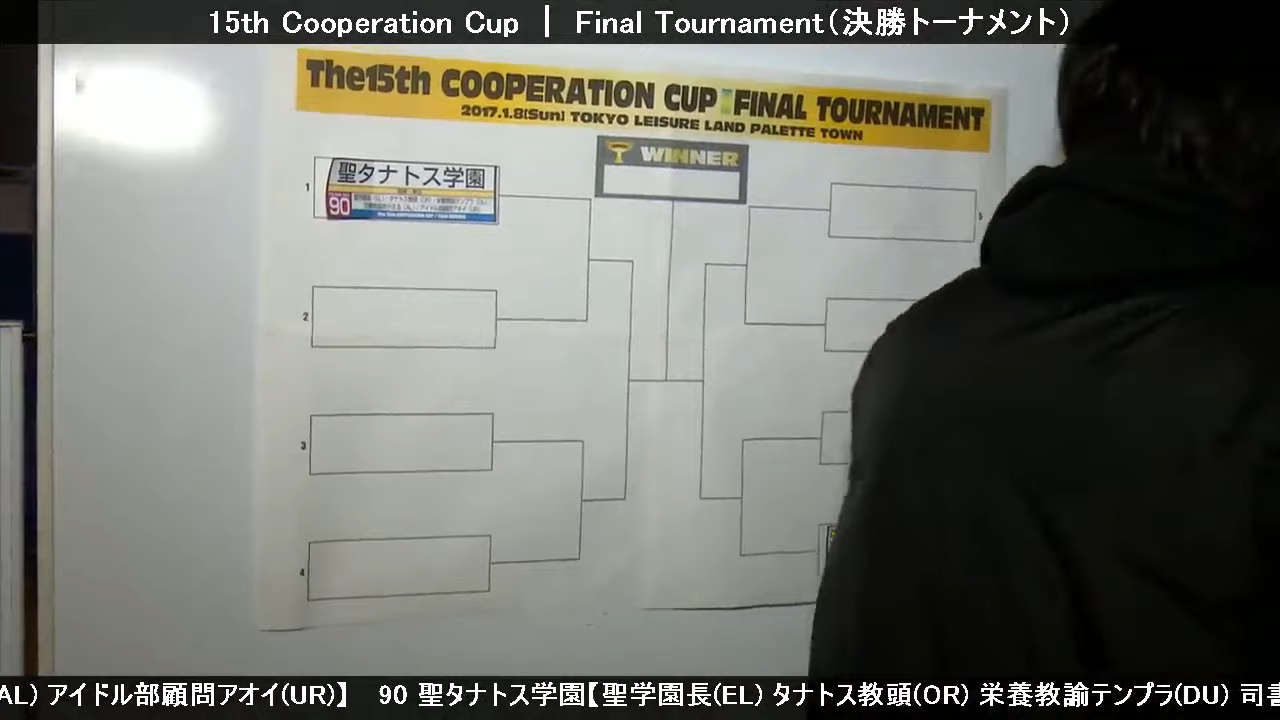 15th Cooperation Cup | Final Tournament(決勝トーナメント)
The15th COOPERATION CUP FINAL TOURNAMENT
2017.1.8[Sun] TOKYO LEISURE LAND PALETTE TOWN
WINNER
1
聖タナトス学園
90
2
3
4
5
AL) アイドル部顧問アオイ(UR)】 90 聖タナトス学園【聖学園長(EL) タナトス教頭(OR) 栄養教諭テンプラ(DU) 司書